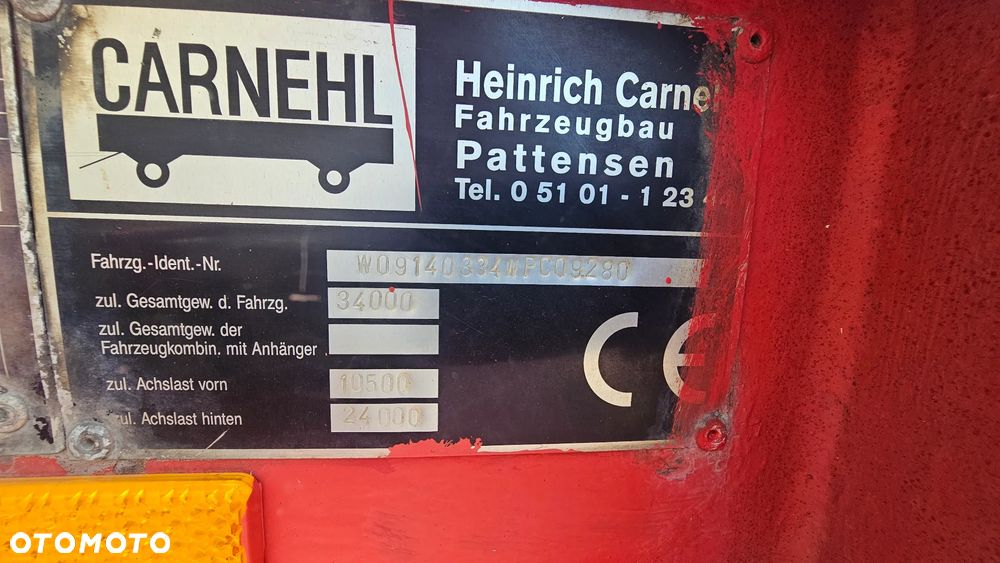 CARNEHL
Heinrich Carne
Fahrzeugbau
Pattensen
Tel. 0 51 01 - 1 23
Fahrzg.-Ident.-Nr. W09140334WPC09280
zul. Gesamtgew. d. Fahrzg. 34000
zul. Gesamtgew. der
Fahrzeugkombin. mit Anhänger
zul. Achslast vorn 10500
zul. Achslast hinten 24000
CE
OTOMOTO